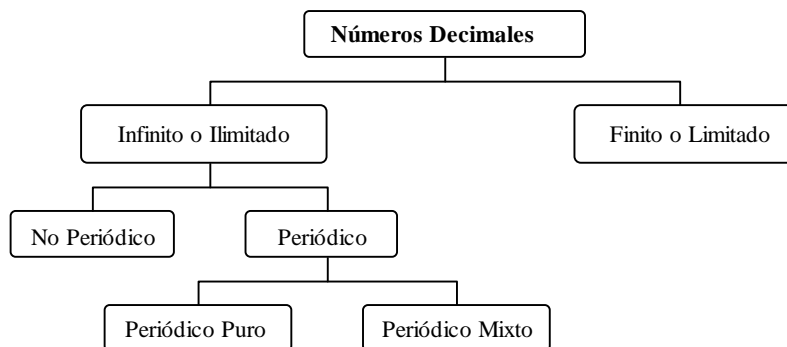 Números Decimales
Infinito o Ilimitado
Finito o Limitado
No Periódico
Periódico
Periódico Puro
Periódico Mixto